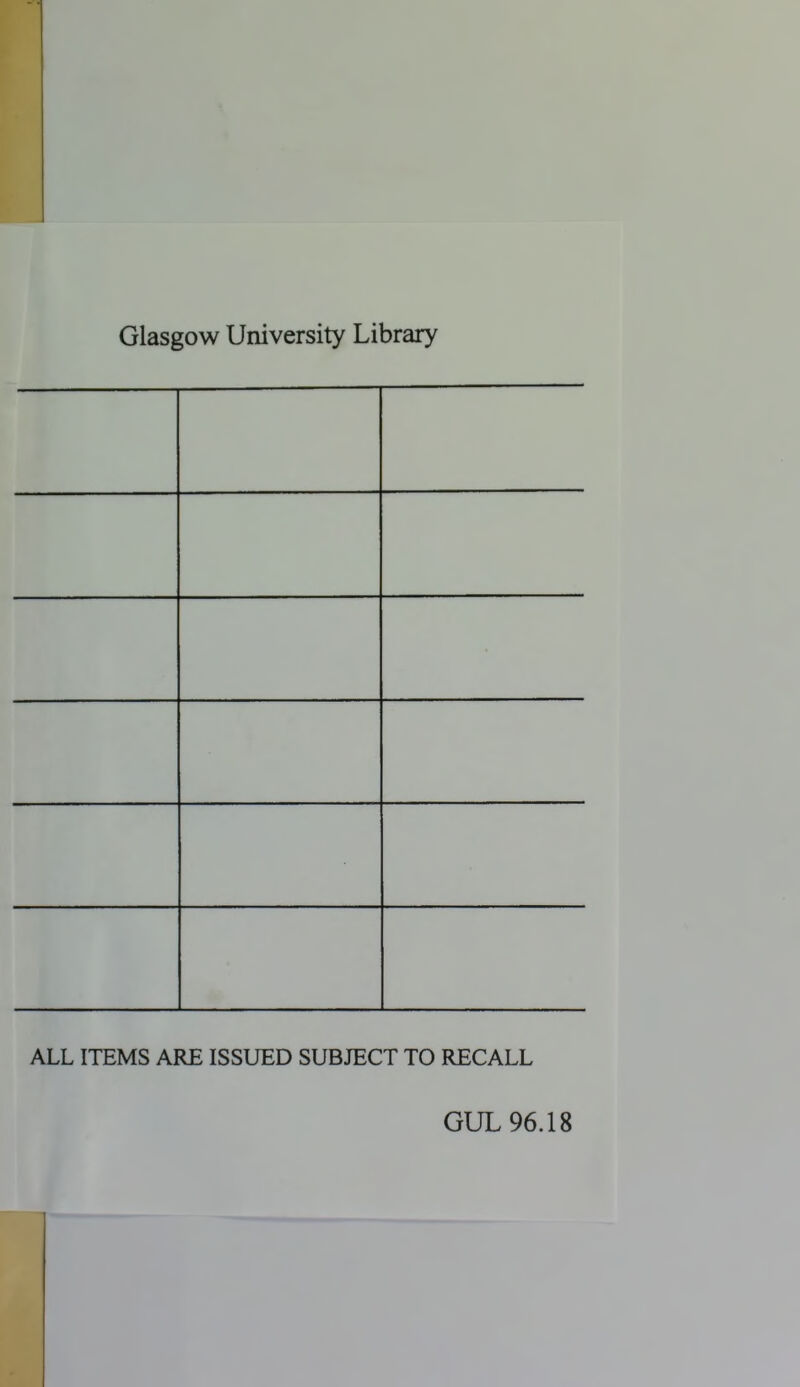 Glasgow University Library
ALL ITEMS ARE ISSUED SUBJECT TO RECALL
GUL 96.18